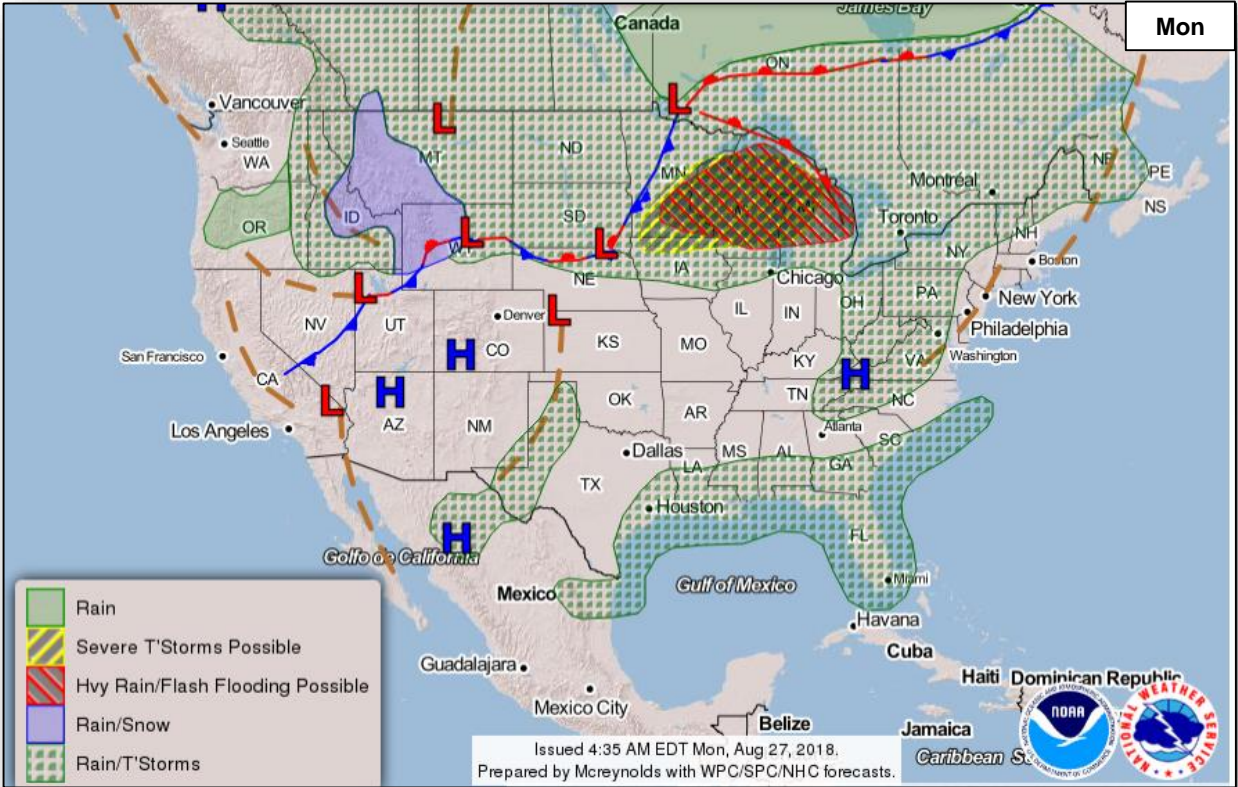 Mon
James Bay
Canada
ON
Vancouver
Seattle
WA
MT
ND
MN
NB
PE
Montréal
NS
OR
ID
SD
Toronto
NH
WY
NE
IA
Chicago
NY
Boston
NV
UT
Denver
IL
IN
OH
PA
New York
Philadelphia
San Francisco
CO
KS
MO
KY
VA
Washington
CA
TN
NC
Los Angeles
AZ
NM
OK
AR
Atlanta
SC
Dallas
MS
AL
GA
LA
TX
Houston
FL
Golfo de California
Miami
Mexico
Gulf of Mexico
Havana
Cuba
Guadalajara
Haiti
Dominican Republic
Mexico City
Belize
Jamaica
Caribbean
L
L
L
L
L
L
L
H
H
H
H
Rain
Severe T'Storms Possible
Hvy Rain/Flash Flooding Possible
Rain/Snow
Rain/T'Storms
Issued 4:35 AM EDT Mon, Aug 27, 2018.
Prepared by Mcreynolds with WPC/SPC/NHC forecasts.
NOAA
NATIONAL WEATHER SERVICE